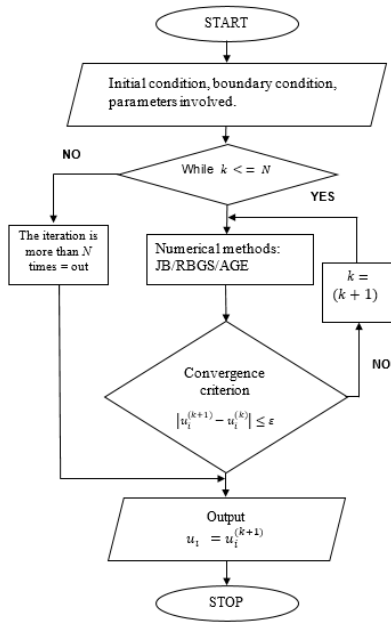 START
Initial condition, boundary condition,
parameters involved.
While k <= N
NO
YES
The iteration is
more than N
times = out
Numerical methods:
JB/RBGS/AGE
k =
(k + 1)
NO
Convergence
criterion
|u_i^(k+1) − u_i^(k)| ≤ ε
Output
u_ı = u_i^(k+1)
STOP